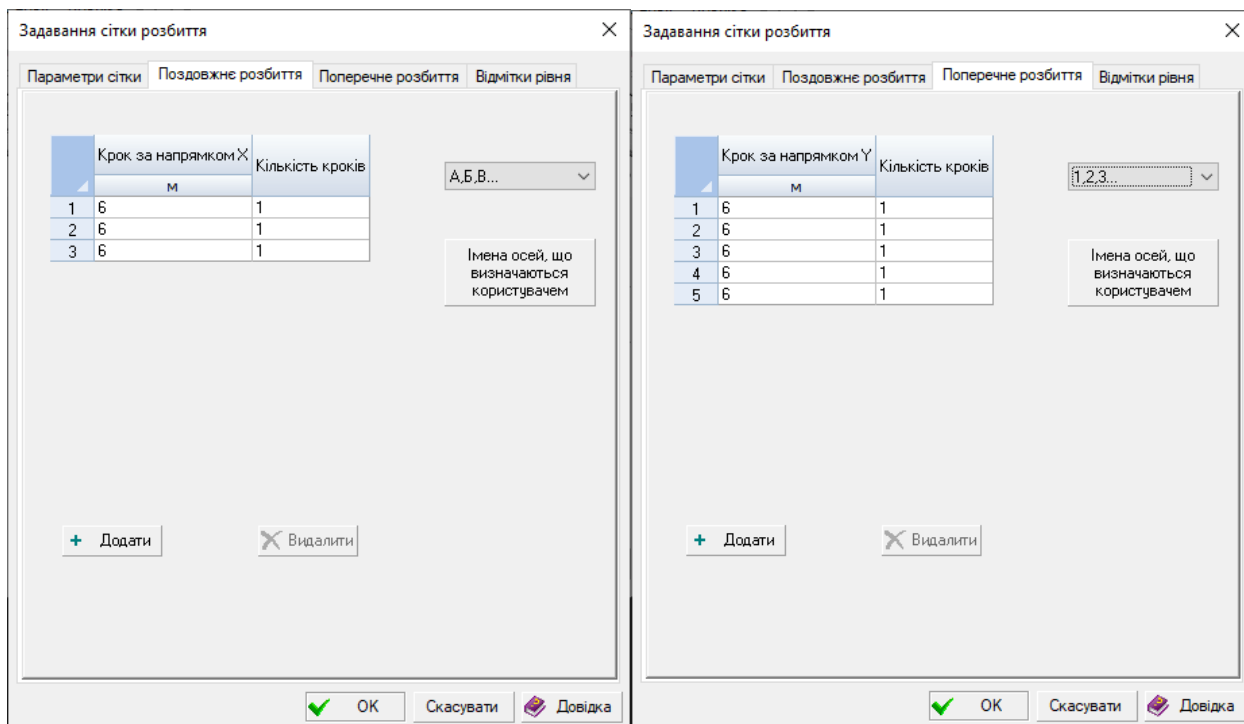 Задавання сітки розбиття
Параметри сітки Поздовжнє розбиття Поперечне розбиття Відмітки рівня
Крок за напрямком X Кількість кроків
м
1 6 1
2 6 1
3 6 1
А,Б,В...
Імена осей, що
визначаються
користувачем
+ Додати
Видалити
OK Скасувати Довідка
Задавання сітки розбиття
Параметри сітки Поздовжнє розбиття Поперечне розбиття Відмітки рівня
Крок за напрямком Y Кількість кроків
м
1 6 1
2 6 1
3 6 1
4 6 1
5 6 1
1,2,3...
Імена осей, що
визначаються
користувачем
+ Додати
Видалити
OK Скасувати Довідка